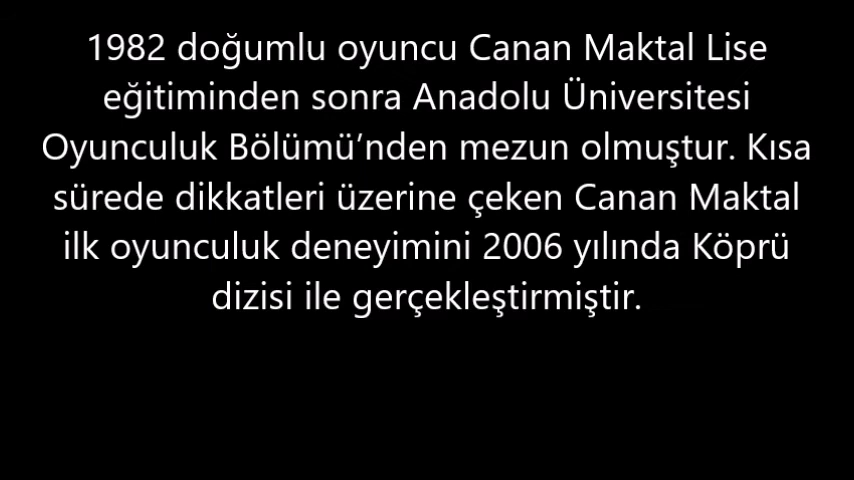 1982 doğumlu oyuncu Canan Maktal Lise
eğitiminden sonra Anadolu Üniversitesi
Oyunculuk Bölümü’nden mezun olmuştur. Kısa
sürede dikkatleri üzerine çeken Canan Maktal
ilk oyunculuk deneyimini 2006 yılında Köprü
dizisi ile gerçekleştirmiştir.